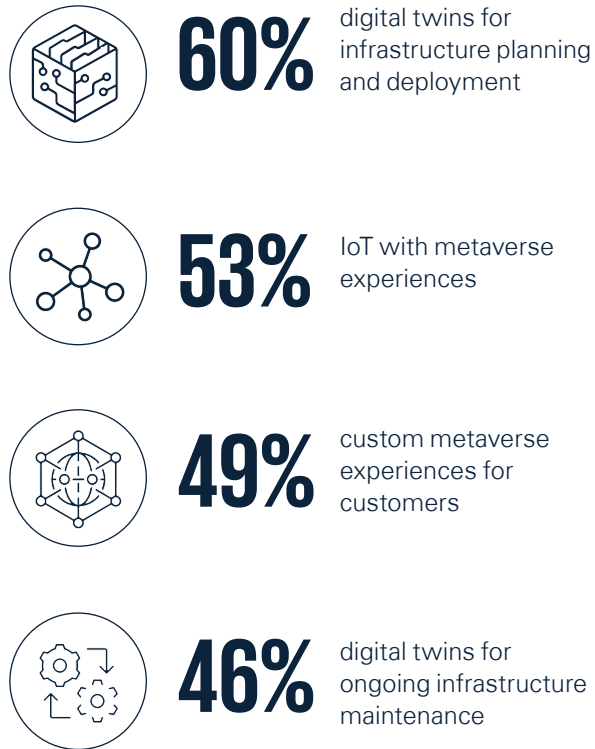 60%
digital twins for
infrastructure planning
and deployment
53%
IoT with metaverse
experiences
49%
custom metaverse
experiences for
customers
46%
digital twins for
ongoing infrastructure
maintenance